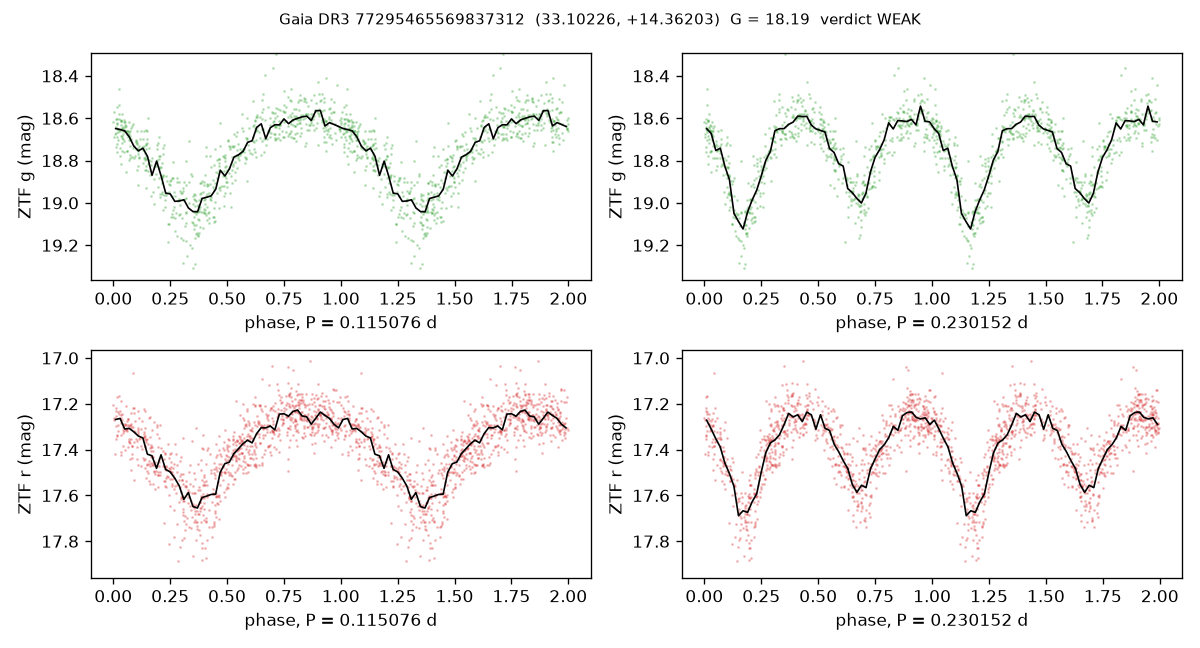 Gaia DR3 77295465569837312  (33.10226, +14.36203)  G = 18.19  verdict WEAK
ZTF g (mag)
18.4
18.6
18.8
19.0
19.2
0.00 0.25 0.50 0.75 1.00 1.25 1.50 1.75 2.00
phase, P = 0.115076 d
ZTF g (mag)
18.4
18.6
18.8
19.0
19.2
0.00 0.25 0.50 0.75 1.00 1.25 1.50 1.75 2.00
phase, P = 0.230152 d
ZTF r (mag)
17.0
17.2
17.4
17.6
17.8
0.00 0.25 0.50 0.75 1.00 1.25 1.50 1.75 2.00
phase, P = 0.115076 d
ZTF r (mag)
17.0
17.2
17.4
17.6
17.8
0.00 0.25 0.50 0.75 1.00 1.25 1.50 1.75 2.00
phase, P = 0.230152 d